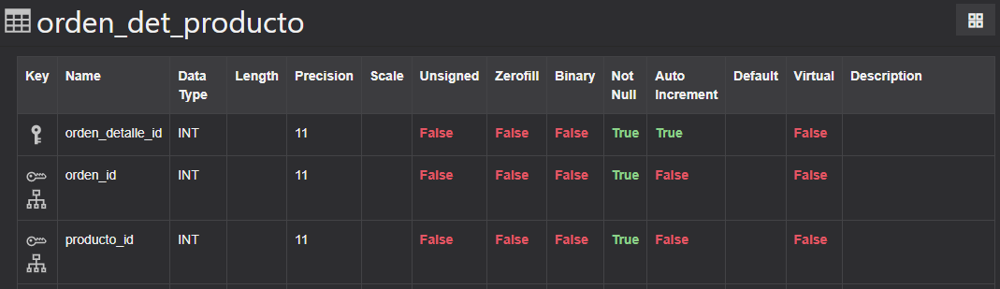 orden_det_producto
Key Name Data Type Length Precision Scale Unsigned Zerofill Binary Not Null Auto Increment Default Virtual Description
orden_detalle_id INT 11 False False False True True False
orden_id INT 11 False False False True False False
producto_id INT 11 False False False True False False